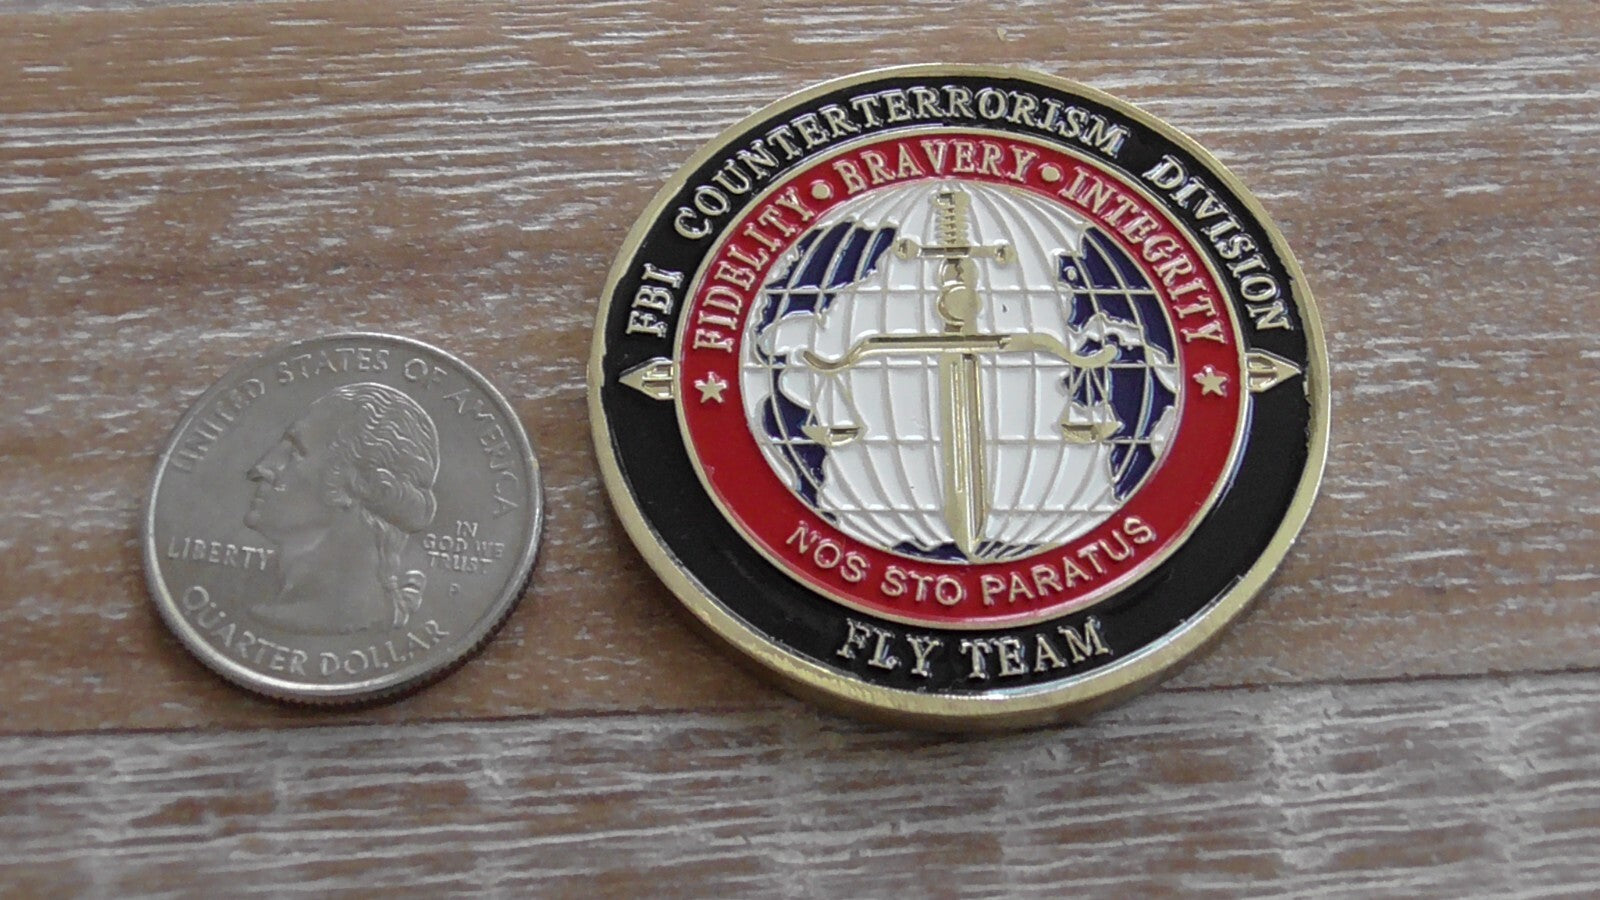 UNITED STATES OF AMERICA
LIBERTY
IN
GOD WE
TRUST
P
QUARTER DOLLAR
FBI COUNTERTERRORISM DIVISION
FIDELITY • BRAVERY • INTEGRITY
NOS STO PARATUS
FLY TEAM